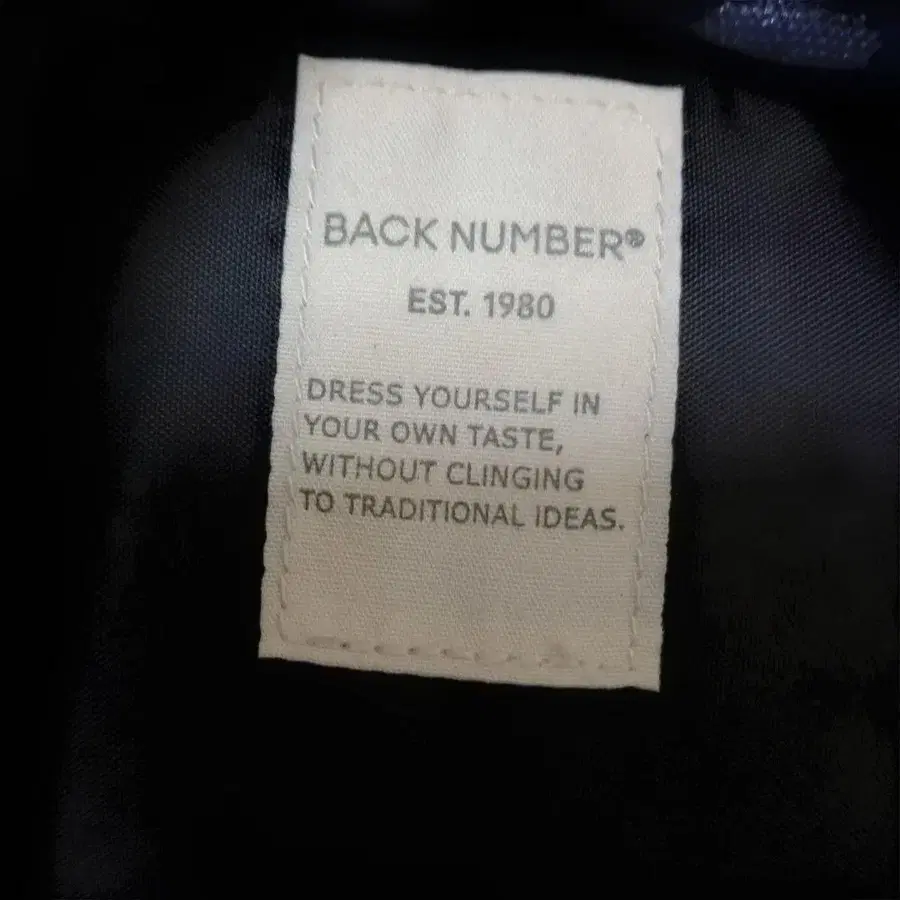 BACK NUMBER®
EST. 1980
DRESS YOURSELF IN
YOUR OWN TASTE,
WITHOUT CLINGING
TO TRADITIONAL IDEAS.